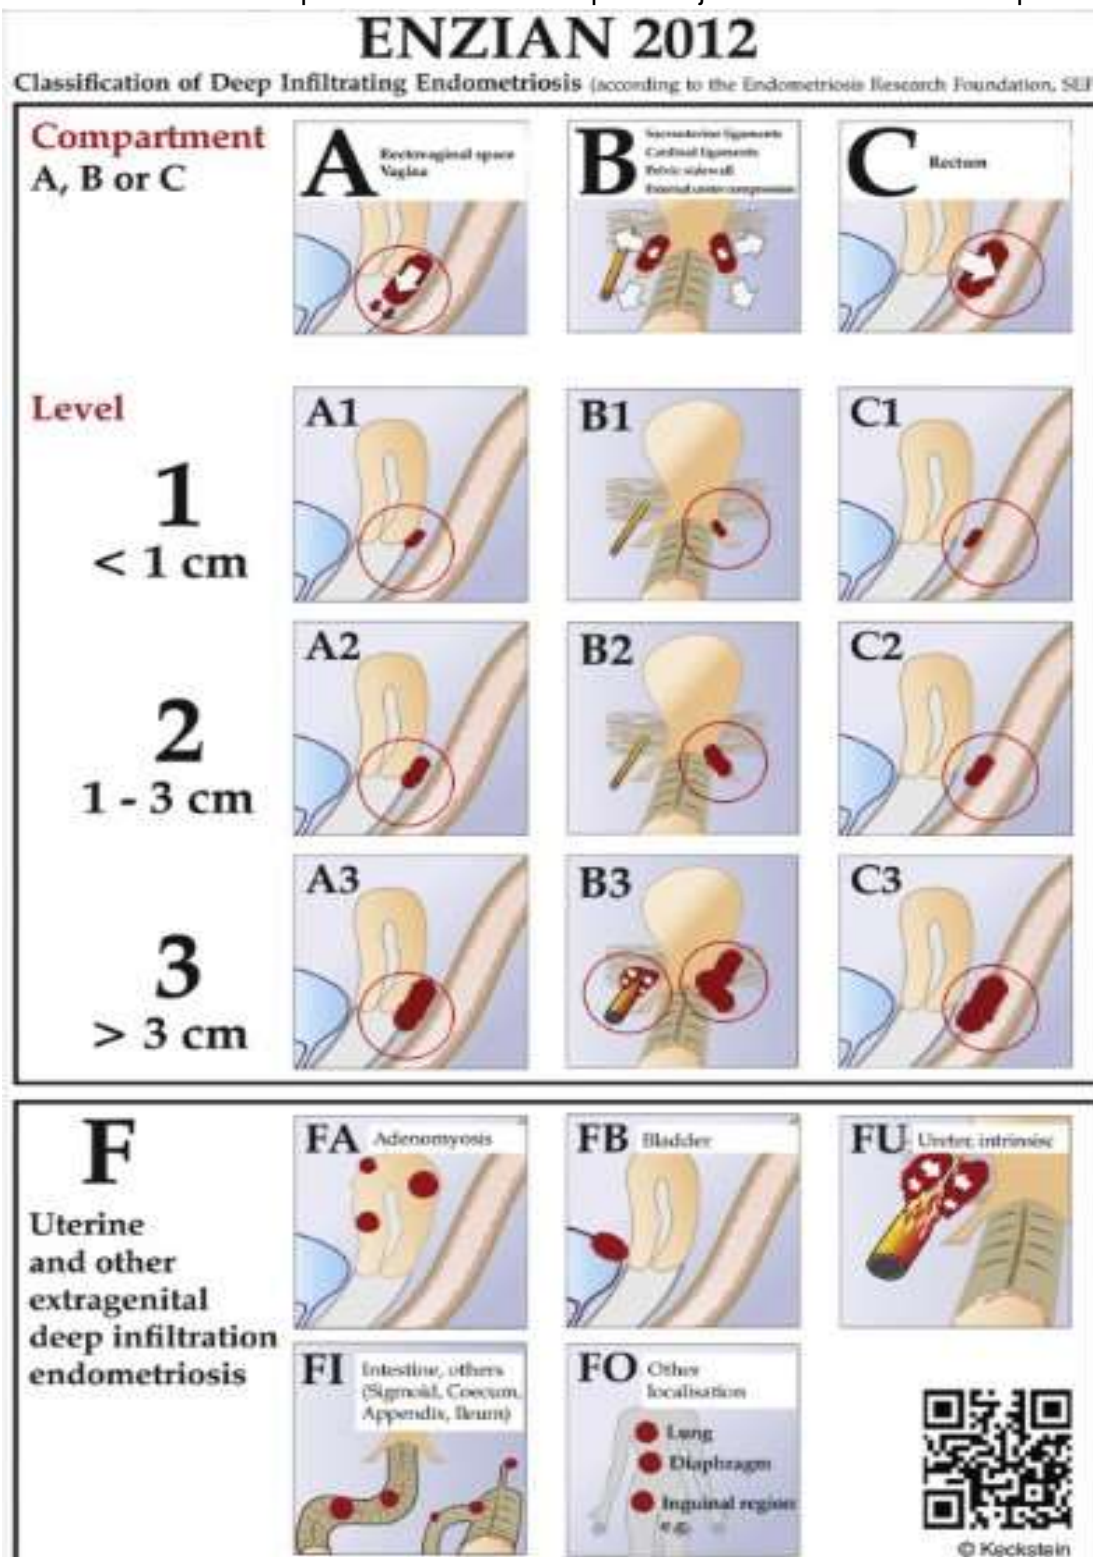 ENZIAN 2012
Classification of Deep Infiltrating Endometriosis (according to the Endometriosis Research Foundation, SEF
Compartment
A, B or C
A
Rectovaginal space
Vagina
B
Sacrouterine ligaments
Cardinal ligaments
Pelvic sidewall
External ureter compression
C
Rectum
Level
1
< 1 cm
A1
B1
C1
2
1 - 3 cm
A2
B2
C2
3
> 3 cm
A3
B3
C3
F
Uterine
and other
extragenital
deep infiltration
endometriosis
FA Adenomyosis
FB Bladder
FU Ureter, intrinsic
FI Intestine, others
(Sigmoid, Coecum,
Appendix, Ileum)
FO Other
localisation
Lung
Diaphragm
Inguinal region
e.g.
© Keckstein